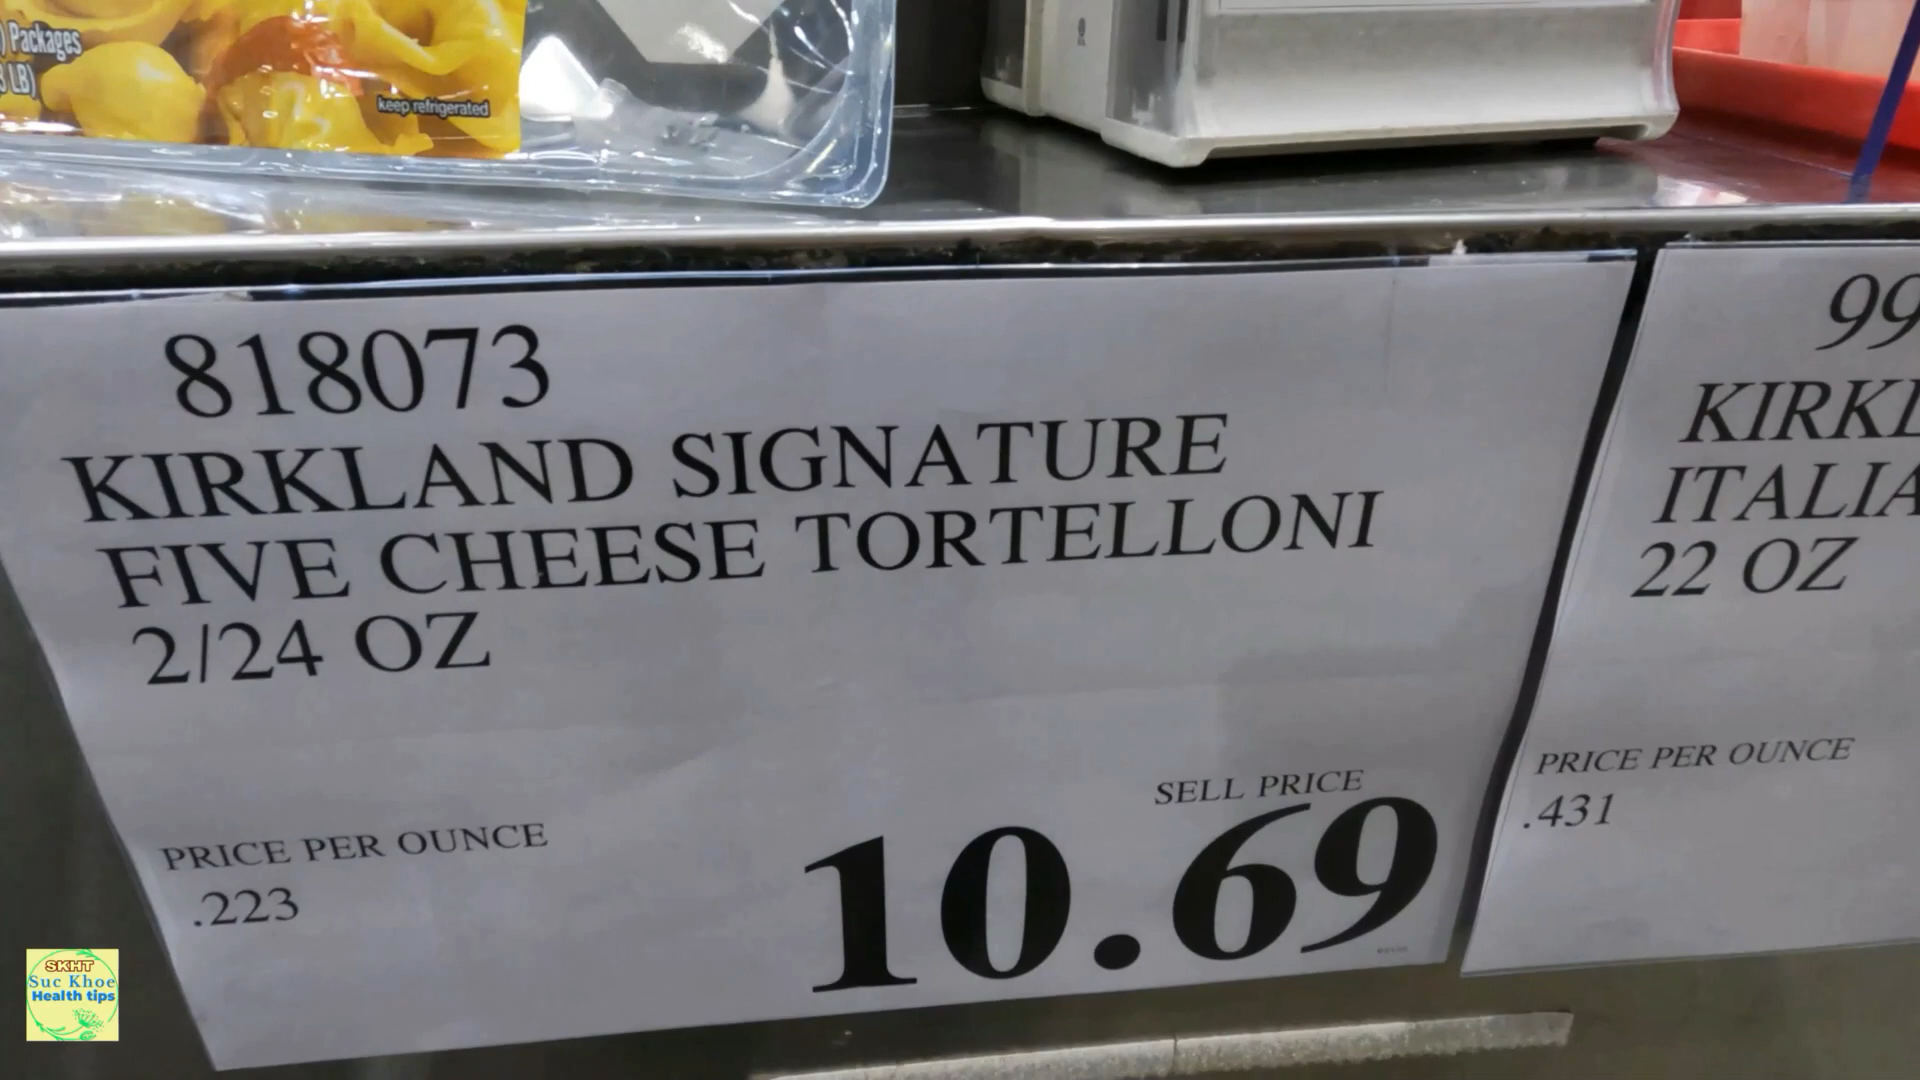 Packages
LB)
keep refrigerated
818073
KIRKLAND SIGNATURE
FIVE CHEESE TORTELLONI
2/24 OZ
PRICE PER OUNCE
.223
SELL PRICE
10.69
99
KIRKL
ITALIA
22 OZ
PRICE PER OUNCE
.431
SKHT
Suc Khoe
Health tips